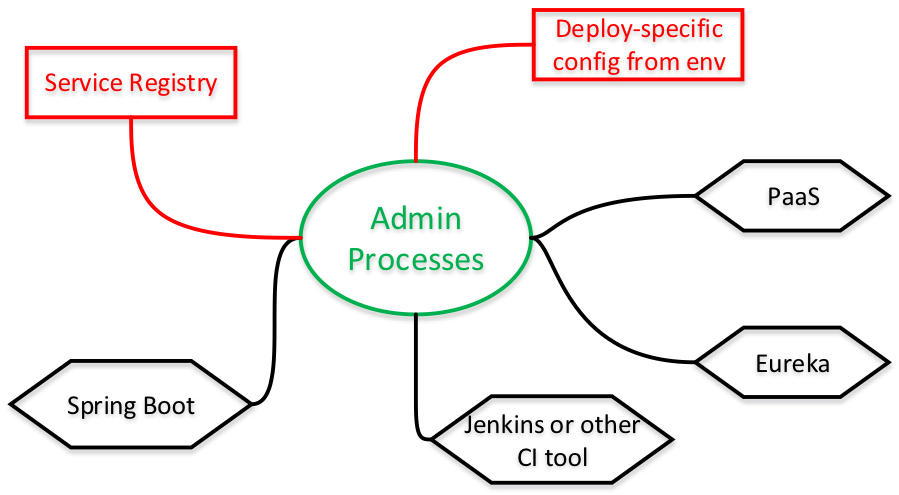 Deploy-specific
config from env
Service Registry
Admin
Processes
PaaS
Eureka
Spring Boot
Jenkins or other
CI tool